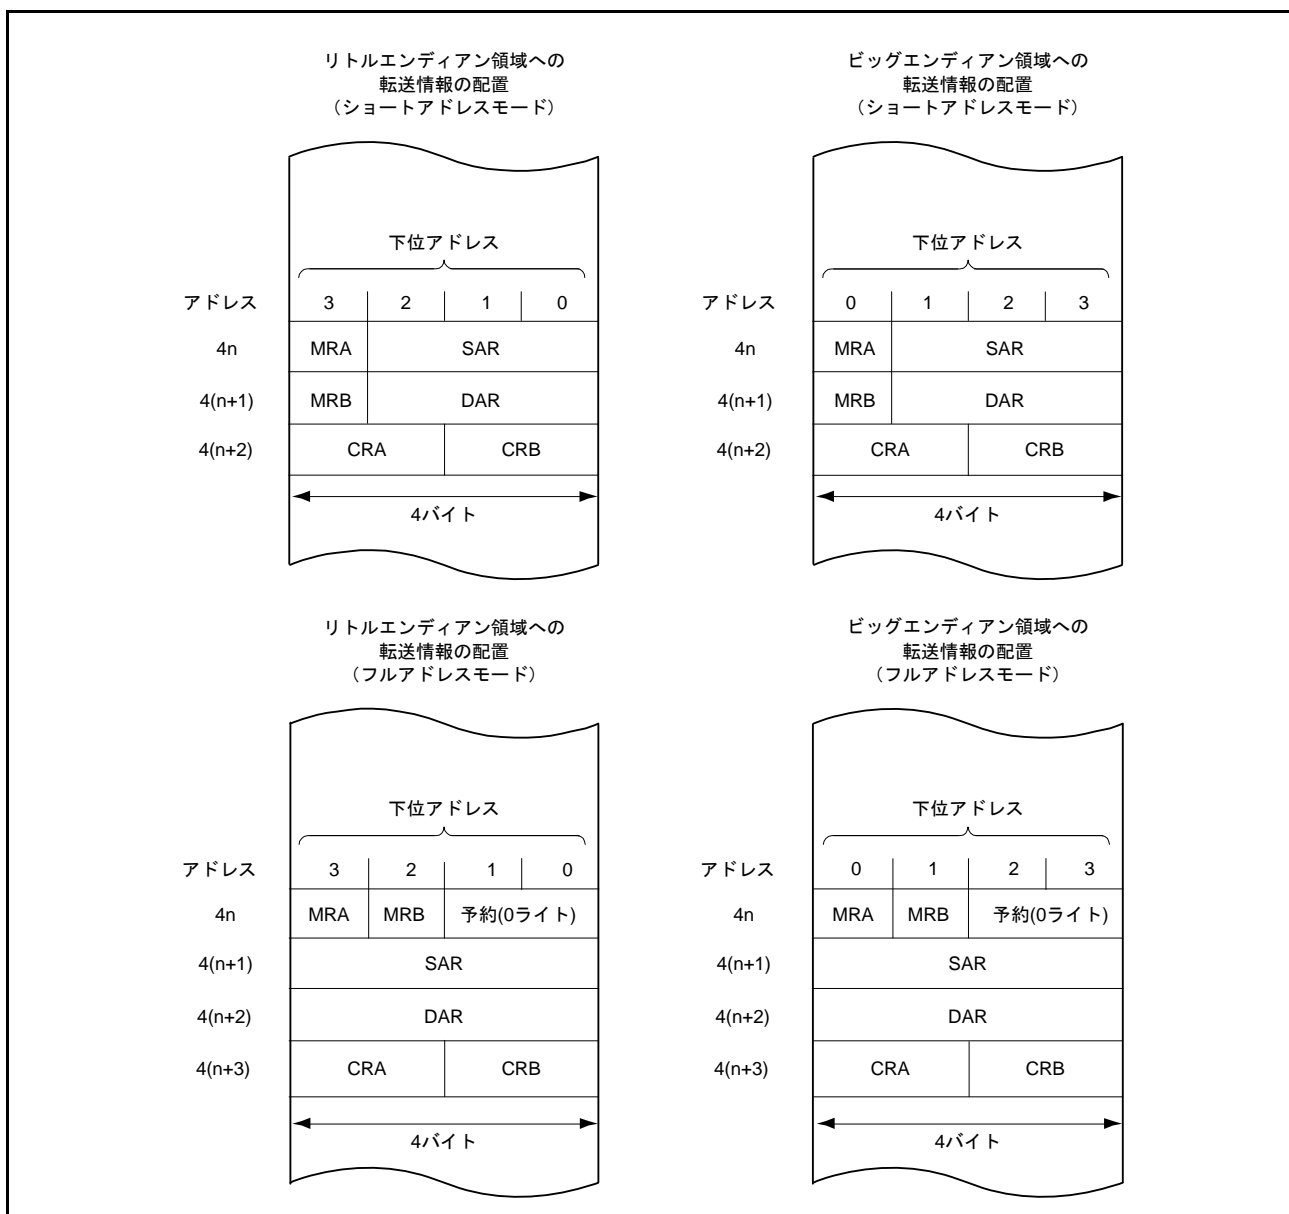 リトルエンディアン領域への
転送情報の配置
(ショートアドレスモード)
下位アドレス
アドレス 3 2 1 0
4n MRA SAR
4(n+1) MRB DAR
4(n+2) CRA CRB
4バイト
ビッグエンディアン領域への
転送情報の配置
(ショートアドレスモード)
下位アドレス
アドレス 0 1 2 3
4n MRA SAR
4(n+1) MRB DAR
4(n+2) CRA CRB
4バイト
リトルエンディアン領域への
転送情報の配置
(フルアドレスモード)
下位アドレス
アドレス 3 2 1 0
4n MRA MRB 予約(0ライト)
4(n+1) SAR
4(n+2) DAR
4(n+3) CRA CRB
4バイト
ビッグエンディアン領域への
転送情報の配置
(フルアドレスモード)
下位アドレス
アドレス 0 1 2 3
4n MRA MRB 予約(0ライト)
4(n+1) SAR
4(n+2) DAR
4(n+3) CRA CRB
4バイト